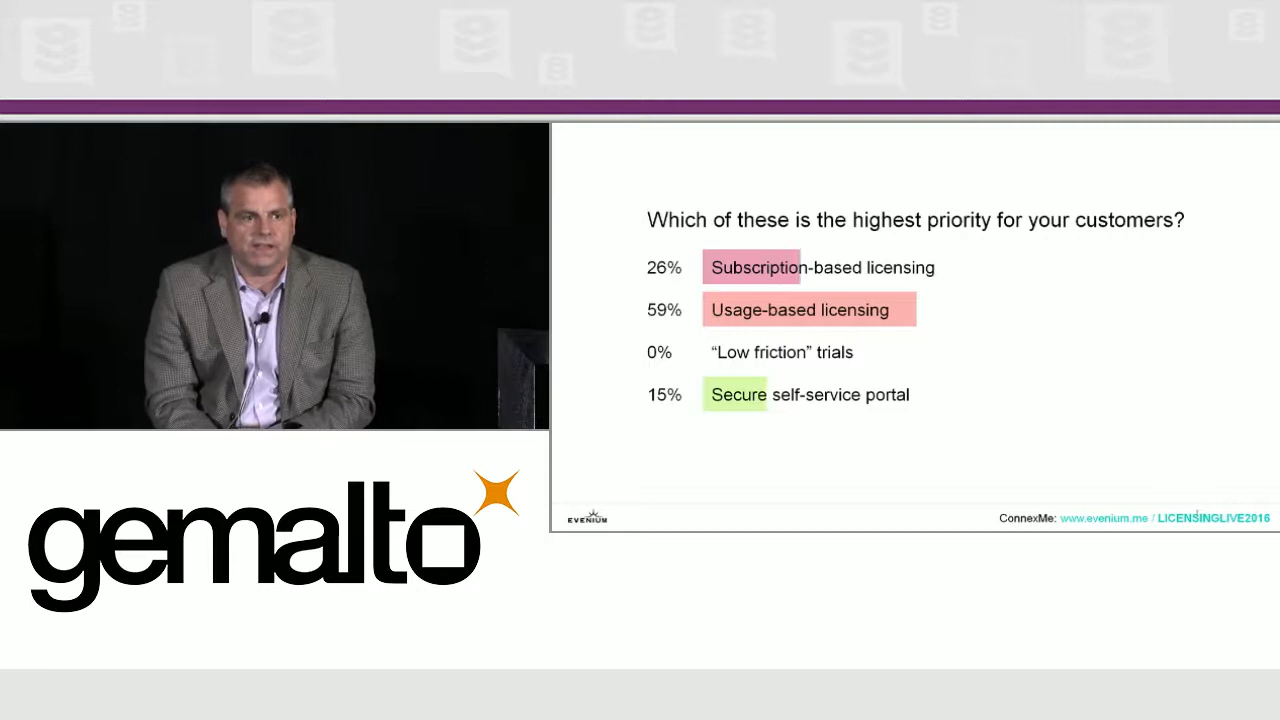 Which of these is the highest priority for your customers?
26% Subscription-based licensing
59% Usage-based licensing
0% “Low friction” trials
15% Secure self-service portal
gemalto
EVENIUM
ConnexMe: www.evenium.me / LICENSINGLIVE2016